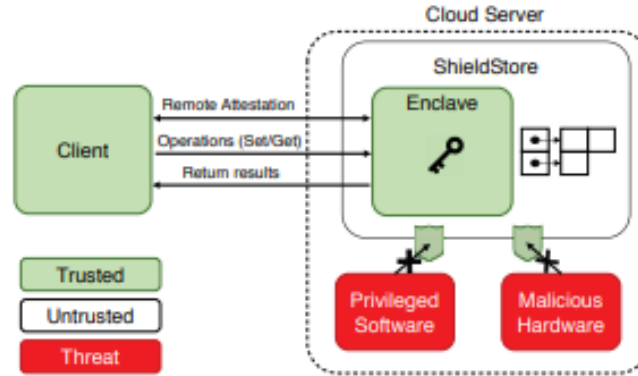 Cloud Server
ShieldStore
Enclave
Client
Remote Attestation
Operations (Set/Get)
Return results
Trusted
Untrusted
Threat
Privileged
Software
Malicious
Hardware